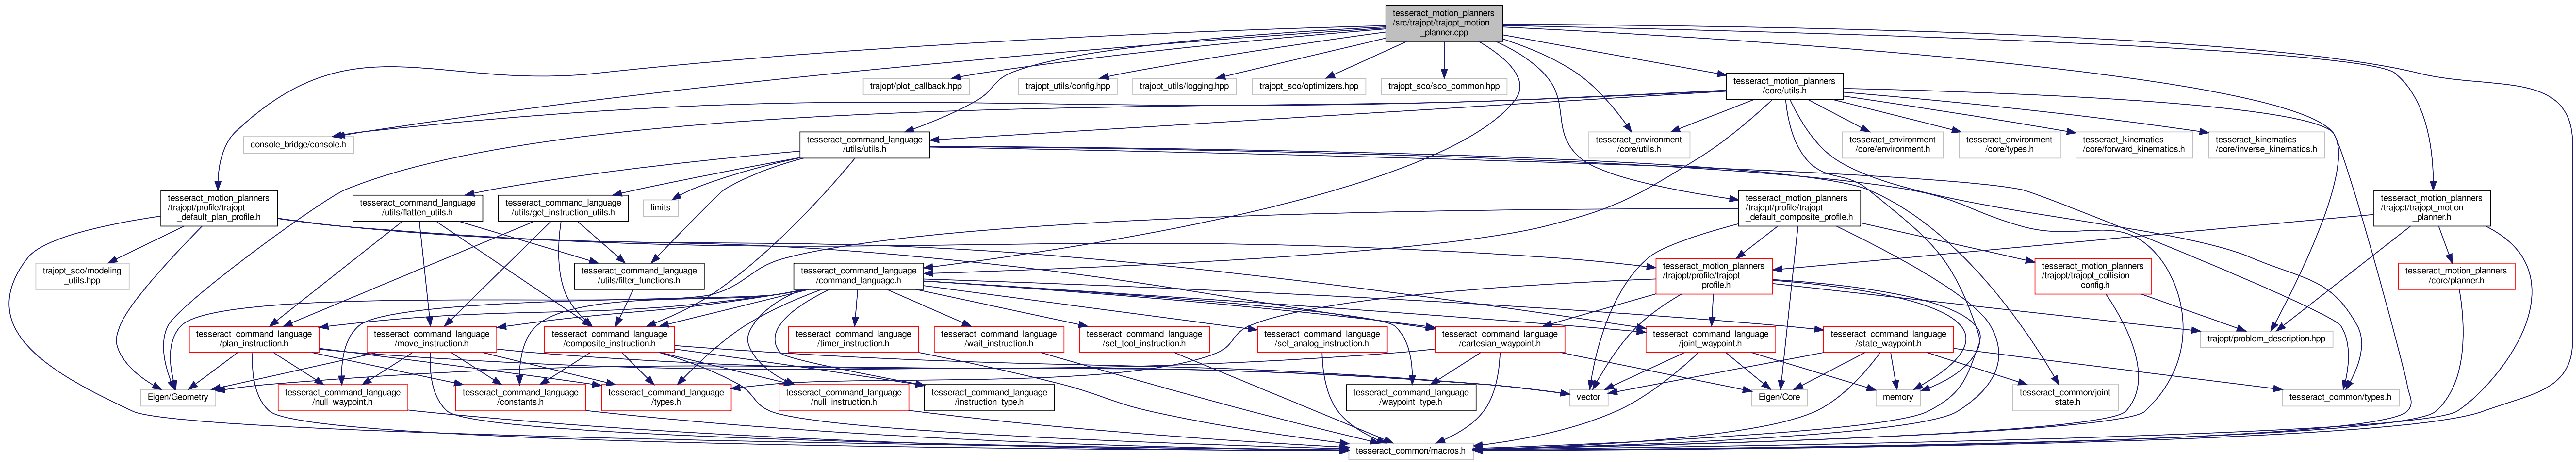 tesseract_motion_planners
/src/trajopt/trajopt_motion
_planner.cpp
trajopt/plot_callback.hpp
trajopt_utils/config.hpp
trajopt_utils/logging.hpp
trajopt_sco/optimizers.hpp
trajopt_sco/sco_common.hpp
tesseract_motion_planners
/core/utils.h
console_bridge/console.h
tesseract_command_language
/utils/utils.h
tesseract_environment
/core/utils.h
tesseract_environment
/core/environment.h
tesseract_environment
/core/types.h
tesseract_kinematics
/core/forward_kinematics.h
tesseract_kinematics
/core/inverse_kinematics.h
tesseract_motion_planners
/trajopt/profile/trajopt
_default_plan_profile.h
tesseract_command_language
/utils/flatten_utils.h
tesseract_command_language
/utils/get_instruction_utils.h
limits
tesseract_motion_planners
/trajopt/profile/trajopt
_default_composite_profile.h
tesseract_motion_planners
/trajopt/trajopt_motion
_planner.h
trajopt_sco/modeling
_utils.hpp
tesseract_command_language
/utils/filter_functions.h
tesseract_command_language
/command_language.h
tesseract_motion_planners
/trajopt/profile/trajopt
_profile.h
tesseract_motion_planners
/trajopt/trajopt_collision
_config.h
tesseract_motion_planners
/core/planner.h
tesseract_command_language
/plan_instruction.h
tesseract_command_language
/move_instruction.h
tesseract_command_language
/composite_instruction.h
tesseract_command_language
/timer_instruction.h
tesseract_command_language
/wait_instruction.h
tesseract_command_language
/set_tool_instruction.h
tesseract_command_language
/set_analog_instruction.h
tesseract_command_language
/cartesian_waypoint.h
tesseract_command_language
/joint_waypoint.h
tesseract_command_language
/state_waypoint.h
trajopt/problem_description.hpp
Eigen/Geometry
tesseract_command_language
/null_waypoint.h
tesseract_command_language
/constants.h
tesseract_command_language
/types.h
tesseract_command_language
/null_instruction.h
tesseract_command_language
/instruction_type.h
tesseract_command_language
/waypoint_type.h
vector
Eigen/Core
memory
tesseract_common/joint
_state.h
tesseract_common/types.h
tesseract_common/macros.h